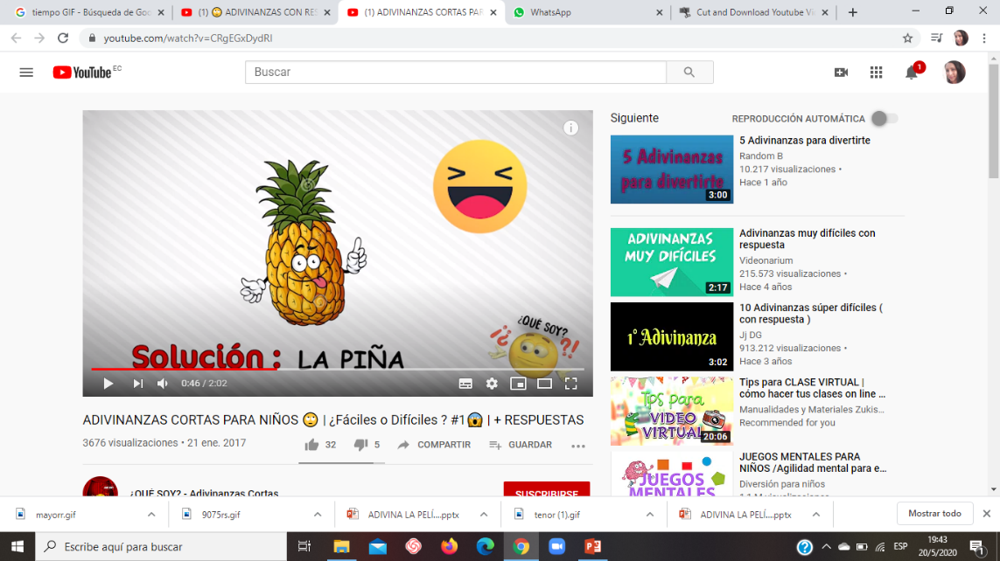 tiempo GIF - Búsqueda de Goo
(1) 🙄 ADIVINANZAS CON RES
(1) ADIVINANZAS CORTAS PAR
WhatsApp
Cut and Download Youtube Vi
youtube.com/watch?v=CRgEGxDydRI
YouTube EC
Buscar
1
¿QUÉ SOY?
¿¡ ?!
Solución : LA PIÑA
0:46 / 2:02
ADIVINANZAS CORTAS PARA NIÑOS 🙄 | ¿Fáciles o Difíciles ? #1😱 | + RESPUESTAS
3676 visualizaciones • 21 ene. 2017
32
5
COMPARTIR
GUARDAR
¿QUÉ SOY? - Adivinanzas Cortas
SUSCRIBIRSE
Siguiente
REPRODUCCIÓN AUTOMÁTICA
5 Adivinanzas
para divertirte
3:00
5 Adivinanzas para divertirte
Random B
10.217 visualizaciones •
Hace 1 año
ADIVINANZAS
MUY DIFÍCILES
2:17
Adivinanzas muy difíciles con
respuesta
Videonarium
215.573 visualizaciones •
Hace 4 años
1° Adivinanza
3:02
10 Adivinanzas súper difíciles (
con respuesta )
Jj DG
913.212 visualizaciones •
Hace 3 años
Tips para
VIDEO
VIRTUAL
20:06
Tips para CLASE VIRTUAL |
cómo hacer tus clases on line ...
Manualidades y Materiales Zukis...
Recommended for you
JUEGOS
MENTALES
JUEGOS MENTALES PARA
NIÑOS /Agilidad mental para e...
Diversión para niños
mayorr.gif
9075rs.gif
ADIVINA LA PELÍ....pptx
tenor (1).gif
ADIVINA LA PELÍ....pptx
Mostrar todo
Escribe aquí para buscar
ESP
19:43
20/5/2020
1